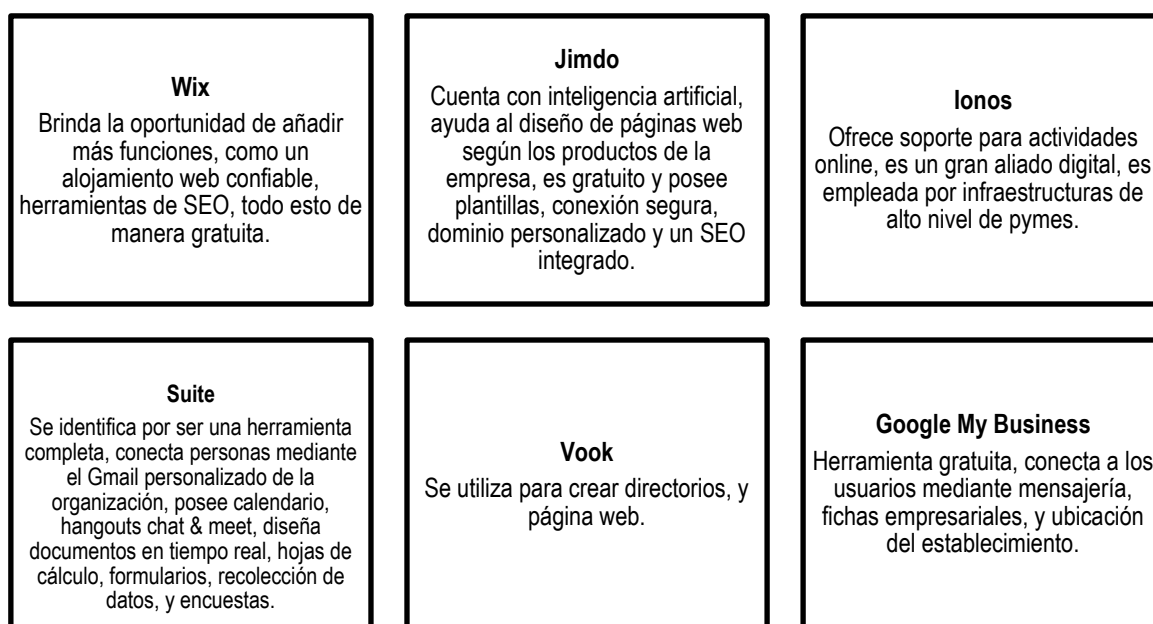 Wix
Brinda la oportunidad de añadir
más funciones, como un
alojamiento web confiable,
herramientas de SEO, todo esto de
manera gratuita.
Jimdo
Cuenta con inteligencia artificial,
ayuda al diseño de páginas web
según los productos de la
empresa, es gratuito y posee
plantillas, conexión segura,
dominio personalizado y un SEO
integrado.
Ionos
Ofrece soporte para actividades
online, es un gran aliado digital, es
empleada por infraestructuras de
alto nivel de pymes.
Suite
Se identifica por ser una herramienta
completa, conecta personas mediante
el Gmail personalizado de la
organización, posee calendario,
hangouts chat & meet, diseña
documentos en tiempo real, hojas de
cálculo, formularios, recolección de
datos, y encuestas.
Vook
Se utiliza para crear directorios, y
página web.
Google My Business
Herramienta gratuita, conecta a los
usuarios mediante mensajería,
fichas empresariales, y ubicación
del establecimiento.